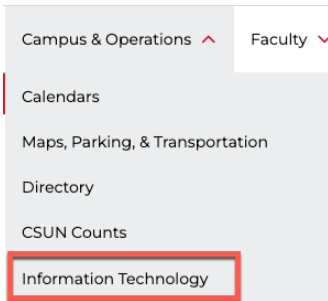 Campus & Operations Faculty
Calendars
Maps, Parking, & Transportation
Directory
CSUN Counts
Information Technology